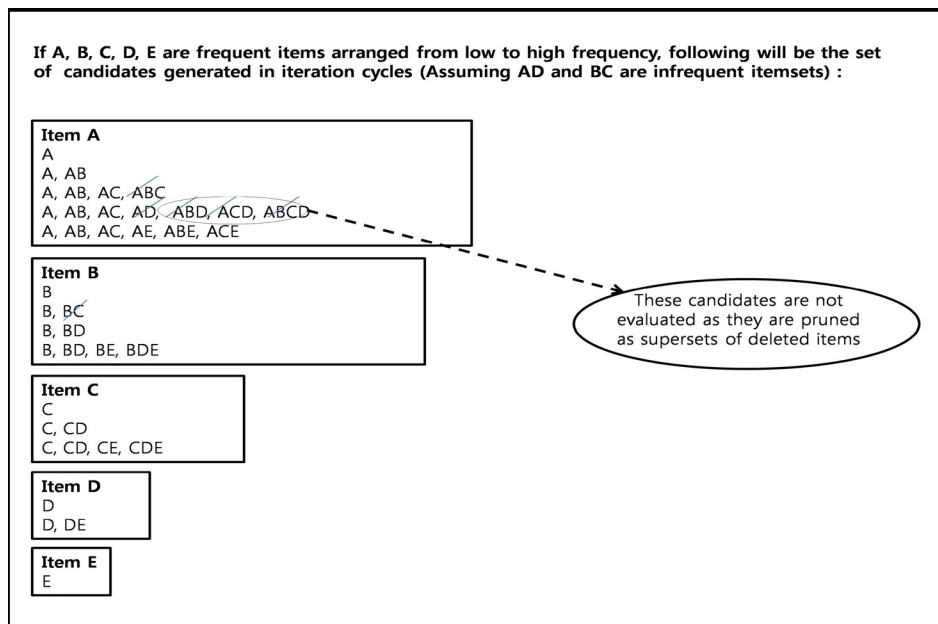 If A, B, C, D, E are frequent items arranged from low to high frequency, following will be the set
of candidates generated in iteration cycles (Assuming AD and BC are infrequent itemsets) :
Item A
A
A, AB
A, AB, AC, ABC
A, AB, AC, AD, ABD, ACD, ABCD
A, AB, AC, AE, ABE, ACE
Item B
B
B, BC
B, BD
B, BD, BE, BDE
These candidates are not
evaluated as they are pruned
as supersets of deleted items
Item C
C
C, CD
C, CD, CE, CDE
Item D
D
D, DE
Item E
E